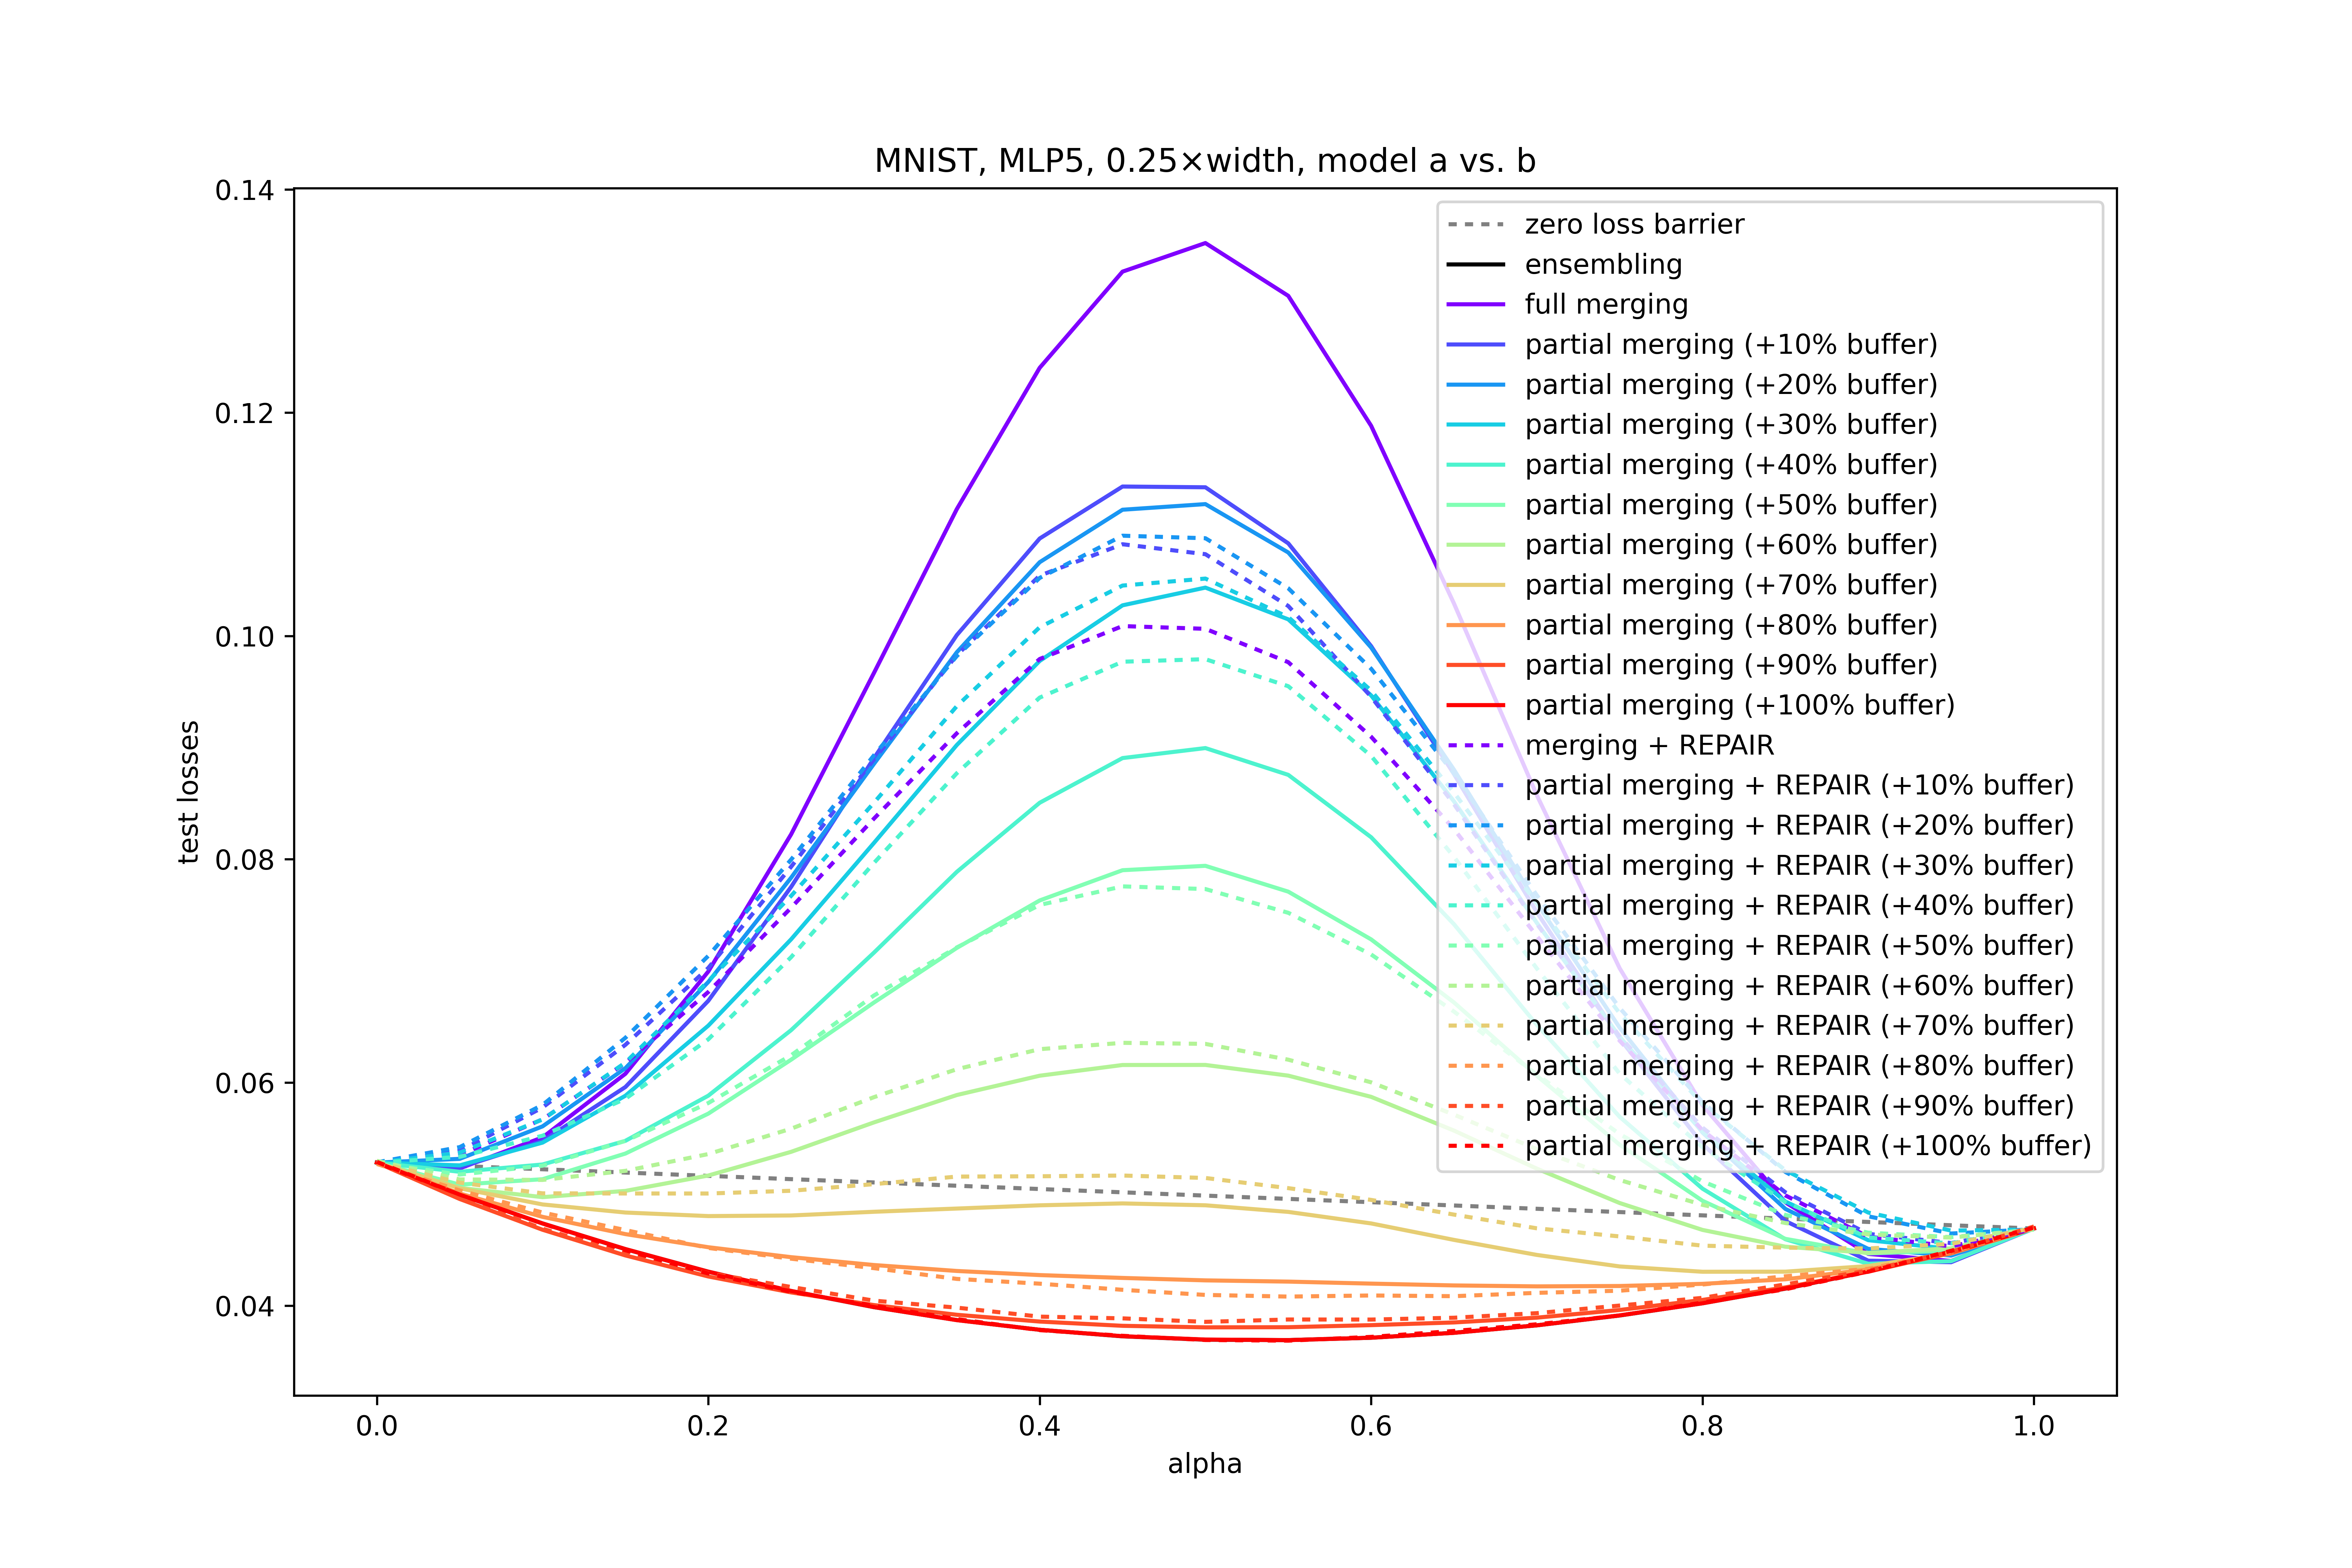 MNIST, MLP5, 0.25×width, model a vs. b
0.14
0.12
0.10
0.08
0.06
0.04
test losses
0.0
0.2
0.4
0.6
0.8
1.0
alpha
zero loss barrier
ensembling
full merging
partial merging (+10% buffer)
partial merging (+20% buffer)
partial merging (+30% buffer)
partial merging (+40% buffer)
partial merging (+50% buffer)
partial merging (+60% buffer)
partial merging (+70% buffer)
partial merging (+80% buffer)
partial merging (+90% buffer)
partial merging (+100% buffer)
merging + REPAIR
partial merging + REPAIR (+10% buffer)
partial merging + REPAIR (+20% buffer)
partial merging + REPAIR (+30% buffer)
partial merging + REPAIR (+40% buffer)
partial merging + REPAIR (+50% buffer)
partial merging + REPAIR (+60% buffer)
partial merging + REPAIR (+70% buffer)
partial merging + REPAIR (+80% buffer)
partial merging + REPAIR (+90% buffer)
partial merging + REPAIR (+100% buffer)